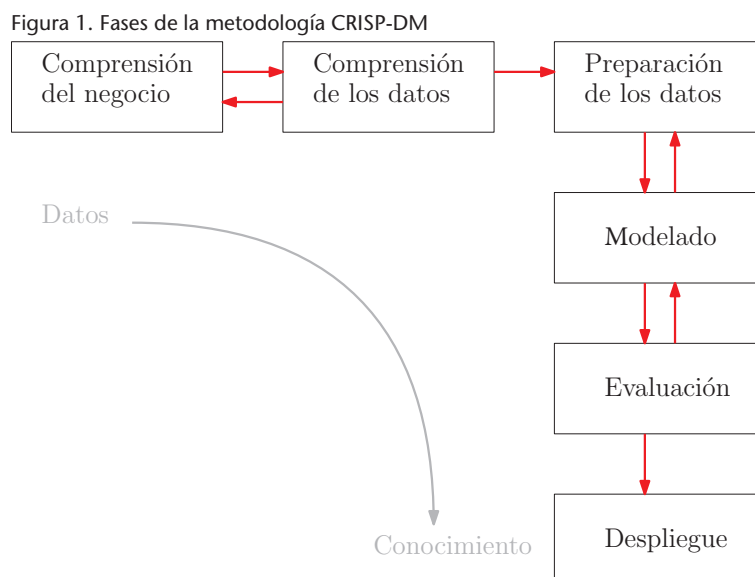 Figura 1. Fases de la metodología CRISP-DM
Comprensión
del negocio
Comprensión
de los datos
Preparación
de los datos
Datos
Modelado
Evaluación
Conocimiento
Despliegue